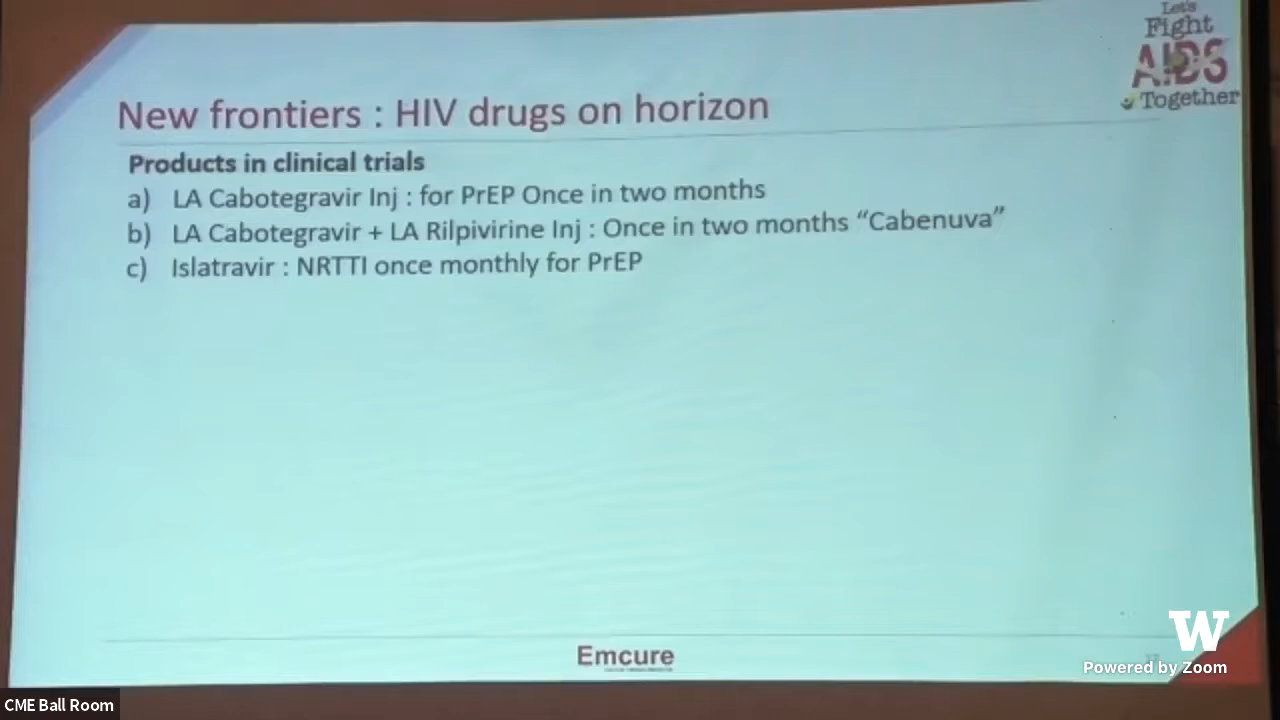 Let's
Fight
AIDS
Together
New frontiers : HIV drugs on horizon
Products in clinical trials
a) LA Cabotegravir Inj : for PrEP Once in two months
b) LA Cabotegravir + LA Rilpivirine Inj : Once in two months “Cabenuva”
c) Islatravir : NRTTI once monthly for PrEP
Emcure
W
Powered by Zoom
CME Ball Room